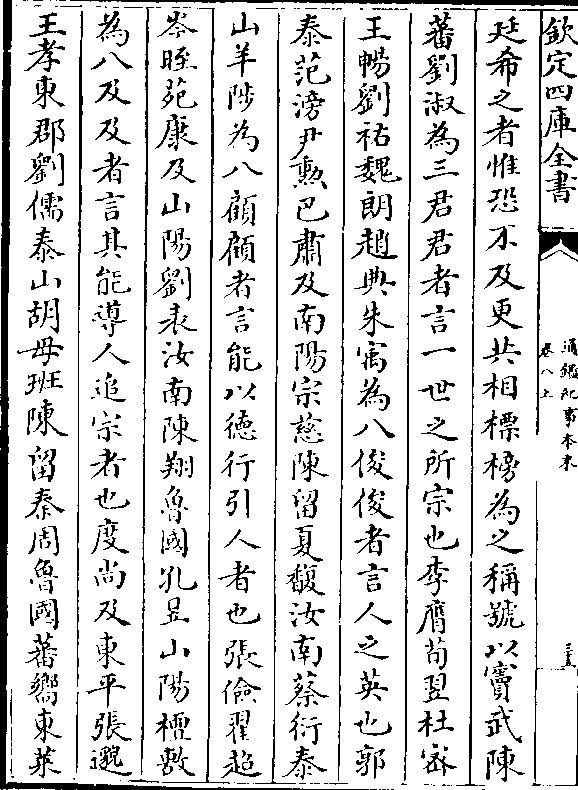 欽定四庫全書
通鑑紀事本末
卷八上
三五
廷希之者惟恐不及更共相標榜為之稱號以竇武陳
蕃劉淑為三君君者言一世之所宗也李膺荀翌杜宻
王暢劉祐魏朗趙典朱㝢為八俊俊者言人之英也郭
泰范滂尹勲巴肅及南陽宗慈陳留夏馥汝南蔡衍泰
山羊陟為八顧顧者言能以徳行引人者也張儉翟超
岑晊苑康及山陽劉表汝南陳翔魯國孔昱山陽檀敷
為八及及者言其能導人追宗者也度尚及東平張邈
王孝東郡劉儒泰山胡母班陳留秦周魯國蕃嚮東萊